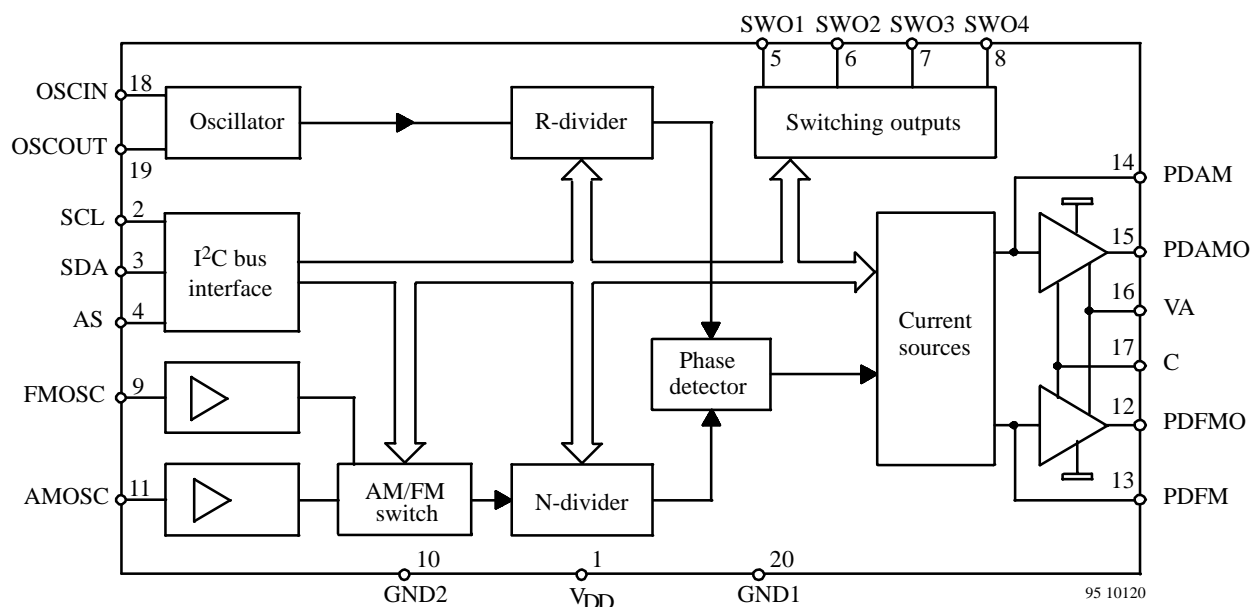 SWO1 SWO2 SWO3 SWO4
5 6 7 8
OSCIN 18
Oscillator
R-divider
Switching outputs
OSCOUT
19
14 PDAM
SCL 2
I²C bus
interface
SDA 3
15 PDAMO
AS 4
16 VA
Current
sources
17 C
Phase
detector
FMOSC 9
12 PDFMO
AMOSC 11
AM/FM
switch
N-divider
13 PDFM
10 1 20
GND2 VDD GND1
95 10120